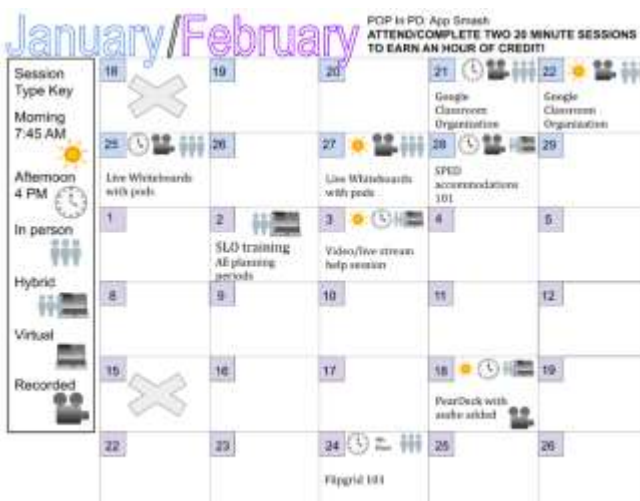 January/February
POP In PD: App Smash
ATTEND/COMPLETE TWO 20 MINUTE SESSIONS
TO EARN AN HOUR OF CREDIT!
Session
Type Key
Morning
7:45 AM
Afternoon
4 PM
In person
Hybrid
Virtual
Recorded
18
19
20
21
Google
Classroom
Organization
22
Google
Classroom
Organization
25
Live Whiteboards
with pods
26
27
Live Whiteboards
with pods
28
SPED
accommodations
101
29
1
2
SLO training
All planning
periods
3
Video/live stream
help session
4
5
8
9
10
11
12
15
16
17
18
PearDeck with
audio added
19
22
23
24
Flipgrid 101
25
26